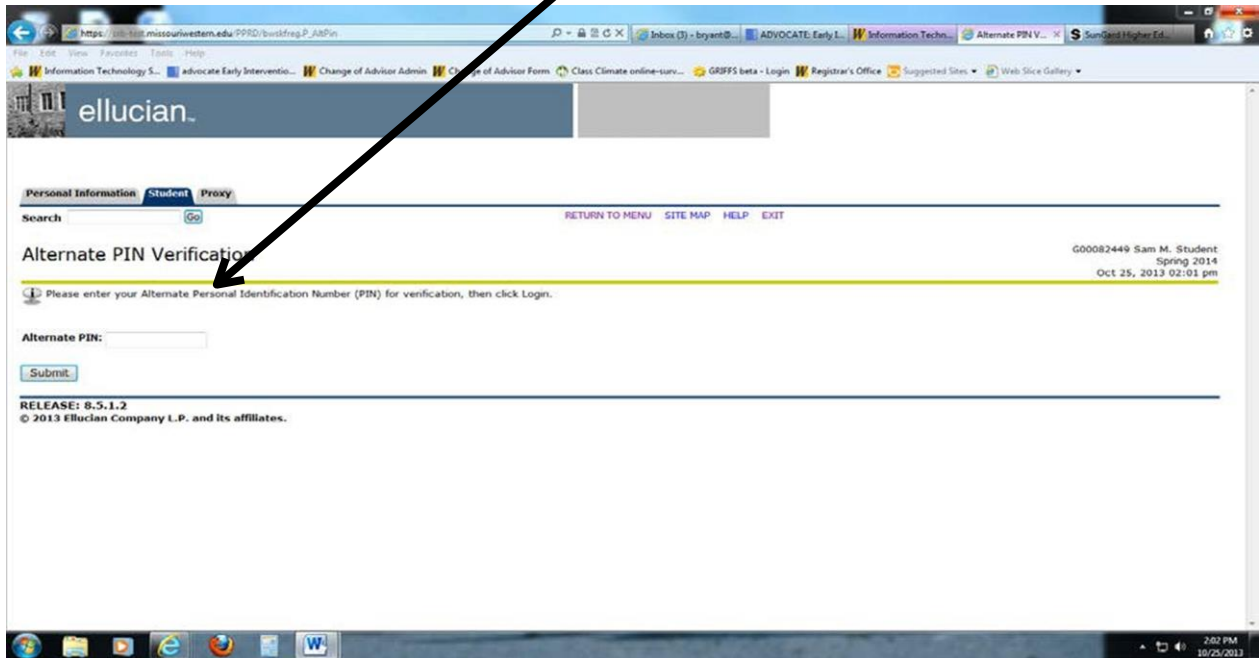 https:// missouriwestern.edu/PPRD/bwskfreg.P_AltPin
Inbox (3) - bryant@... ADVOCATE: Early I... Information Techn... Alternate PIN V... SunGard Higher Ed...
File Edit View Favorites Tools Help
Information Technology S... advocate Early Interventio... Change of Advisor Admin Change of Advisor Form Class Climate online-surv... GRIFFS beta - Login Registrar's Office Suggested Sites Web Slice Gallery
ellucian
Personal Information Student Proxy
Search Go RETURN TO MENU SITE MAP HELP EXIT
Alternate PIN Verification
G00082449 Sam M. Student
Spring 2014
Oct 25, 2013 02:01 pm
Please enter your Alternate Personal Identification Number (PIN) for verification, then click Login.
Alternate PIN:
Submit
RELEASE: 8.5.1.2
© 2013 Ellucian Company L.P. and its affiliates.
2:02 PM
10/25/2013